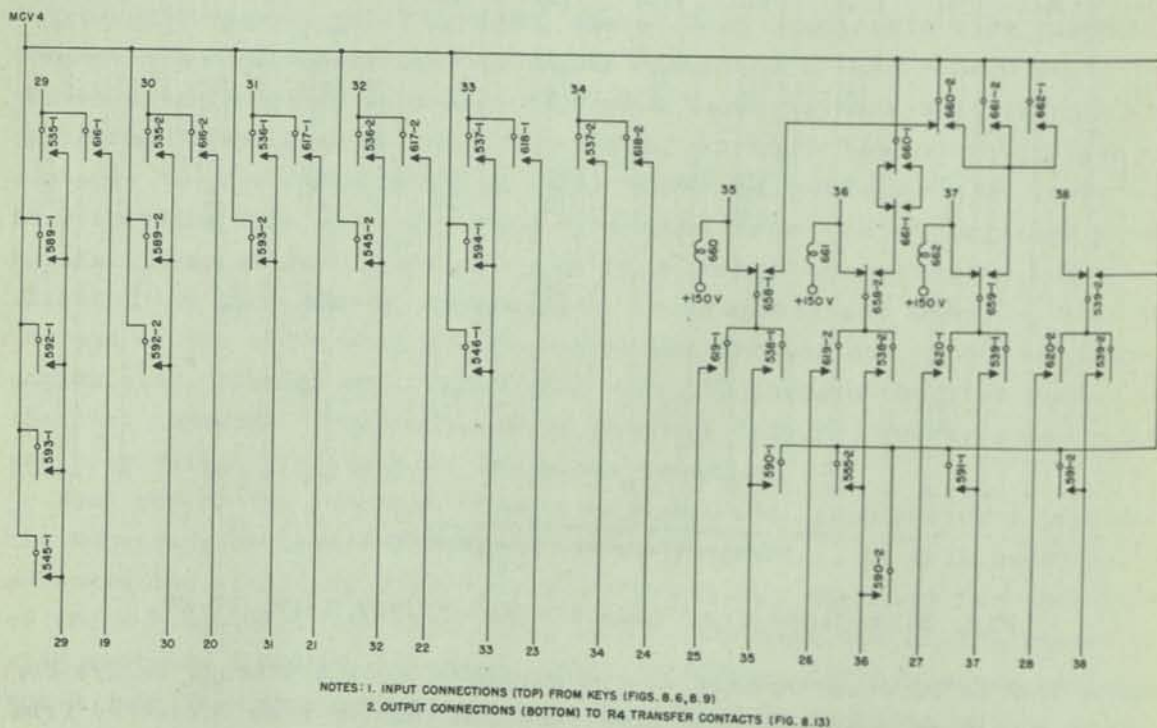 MCV4
29 30 31 32 33 34
535-1 616-1 535-2 616-2 536-1 617-1 536-2 617-2 537-1 618-1 537-2 618-2
660-2 661-2 662-1
660-1
35 36 37 38
661-1
589-1 589-2 593-2 545-2 594-1
660 661 662
+150 V +150 V +150 V
658-1 658-2 659-1 539-2
592-1 592-2 546-1
619-1 538-1 619-2 538-2 620-1 539-1 620-2 539-2
593-1
590-1 555-2 591-1 591-2
545-1
590-2
29 19 30 20 31 21 32 22 33 23 34 24 25 35 26 36 27 37 28 38
NOTES: 1. INPUT CONNECTIONS (TOP) FROM KEYS (FIGS. 8.6, 8.9)
2. OUTPUT CONNECTIONS (BOTTOM) TO R4 TRANSFER CONTACTS (FIG. 8.13)